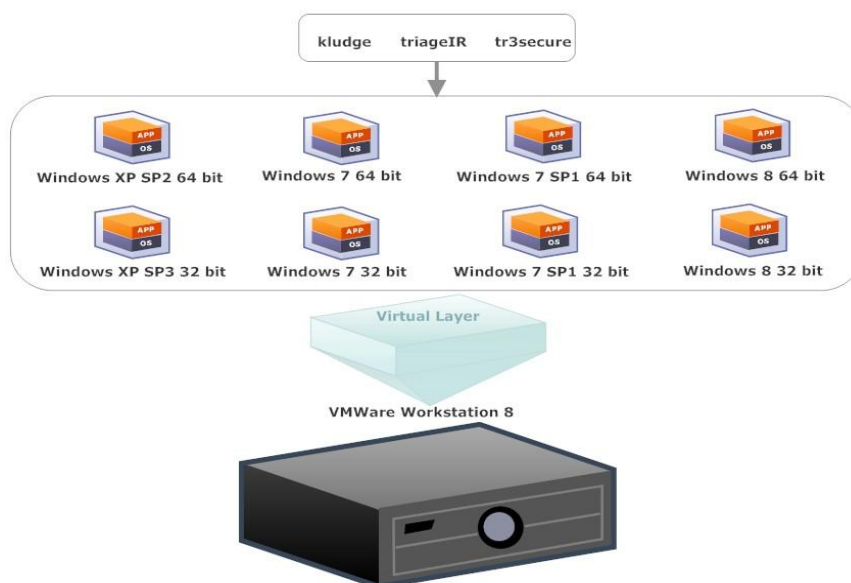 kludge triageIR tr3secure
APP APP APP APP
OS OS OS OS
Windows XP SP2 64 bit Windows 7 64 bit Windows 7 SP1 64 bit Windows 8 64 bit
APP APP APP APP
OS OS OS OS
Windows XP SP3 32 bit Windows 7 32 bit Windows 7 SP1 32 bit Windows 8 32 bit
Virtual Layer
VMWare Workstation 8